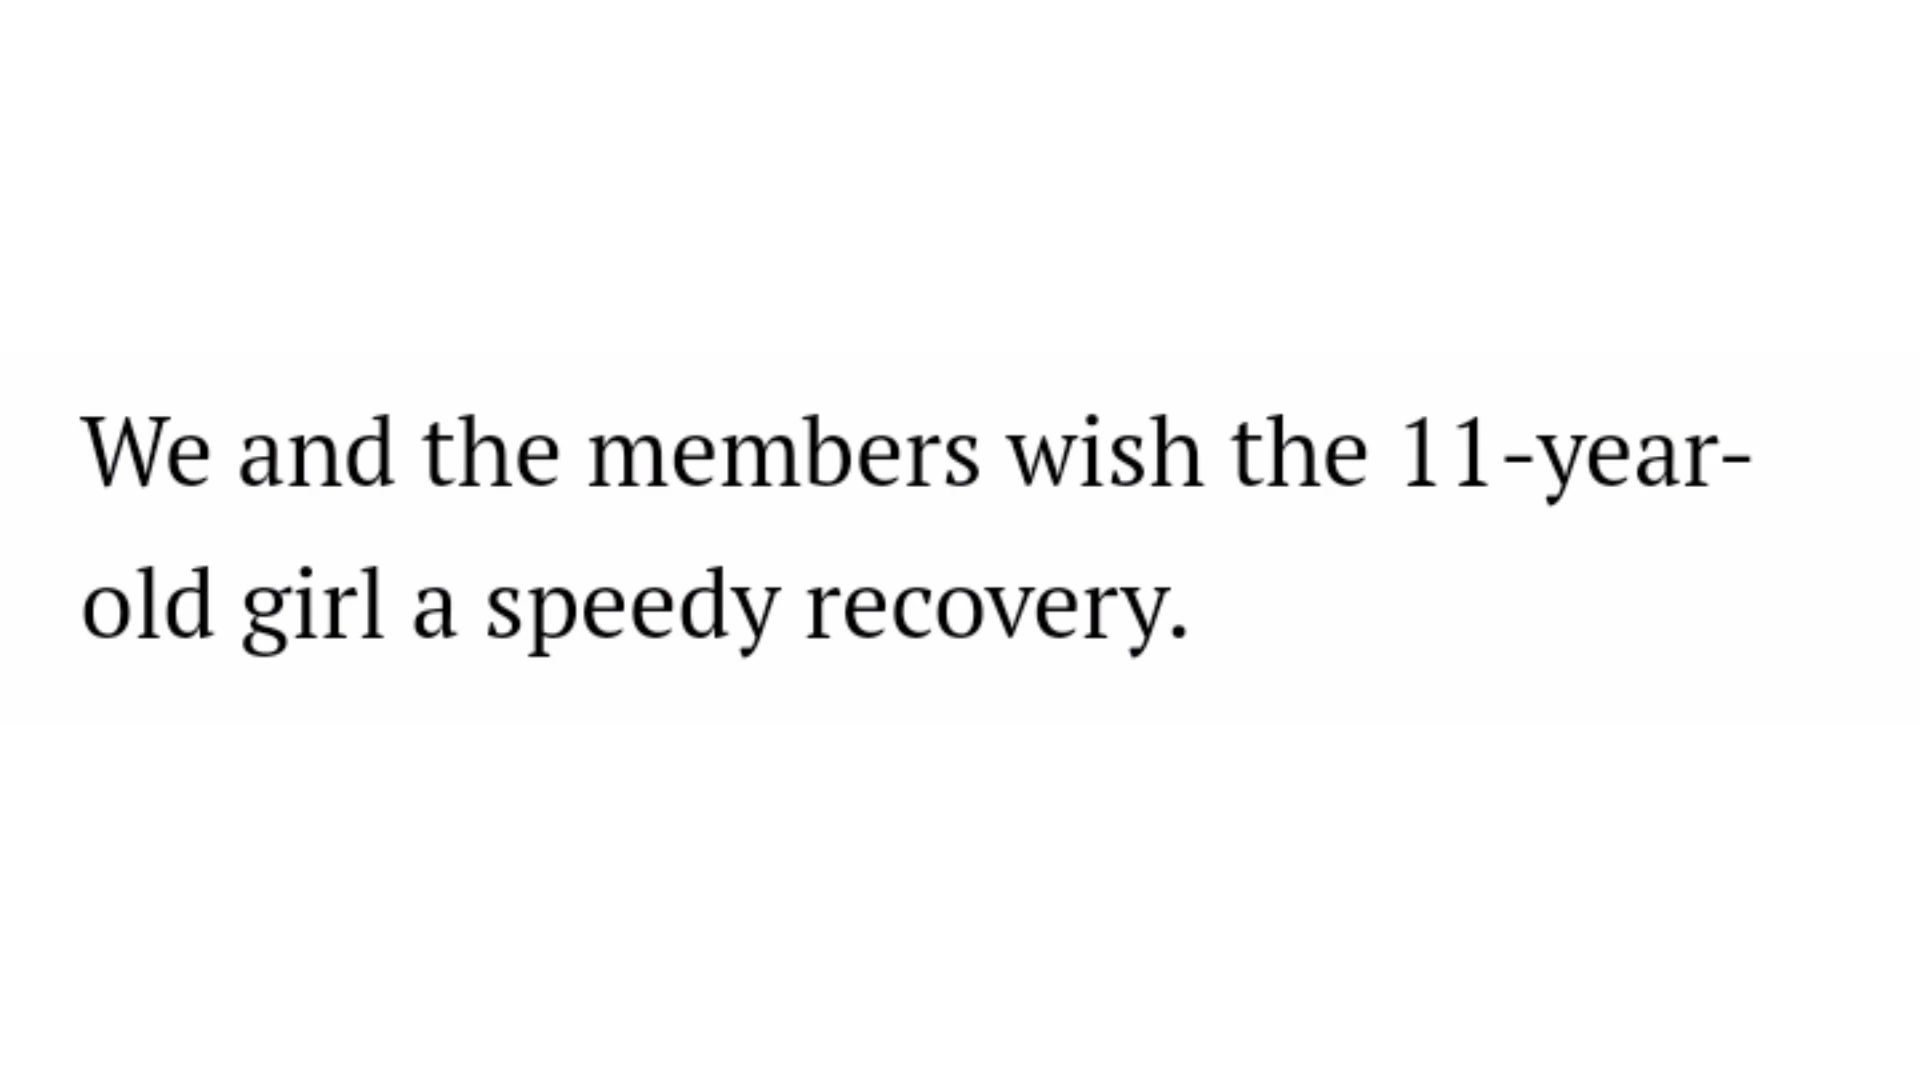 We and the members wish the 11-year-
old girl a speedy recovery.